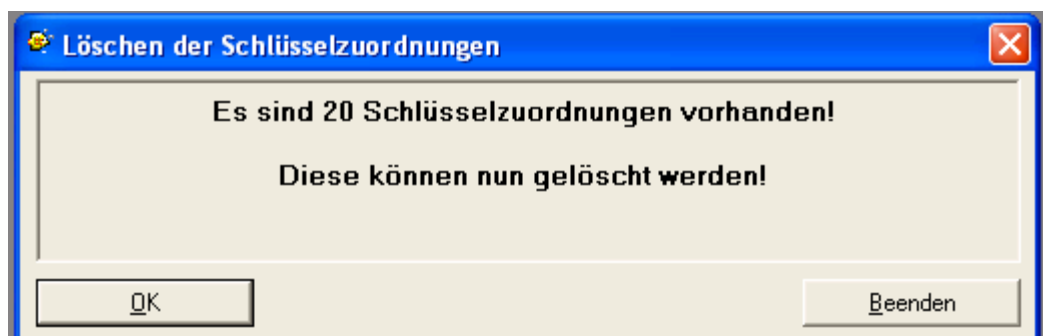 Löschen der Schlüsselzuordnungen
Es sind 20 Schlüsselzuordnungen vorhanden!
Diese können nun gelöscht werden!
OK
Beenden